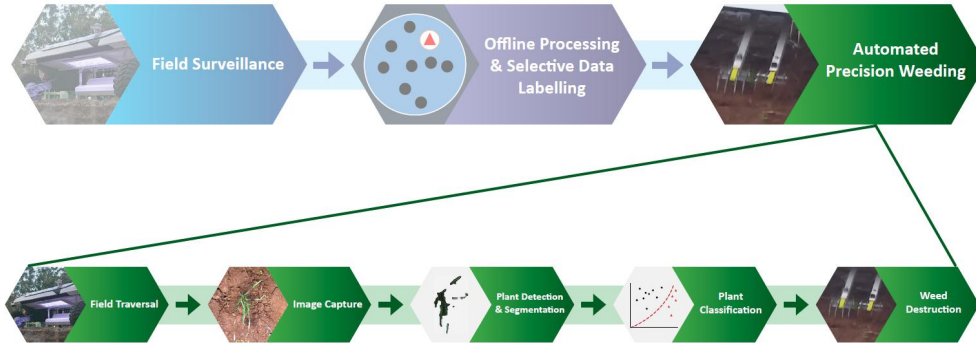 Field Surveillance
Offline Processing
& Selective Data
Labelling
Automated
Precision Weeding
Field Traversal
Image Capture
Plant Detection
& Segmentation
Plant
Classification
Weed
Destruction